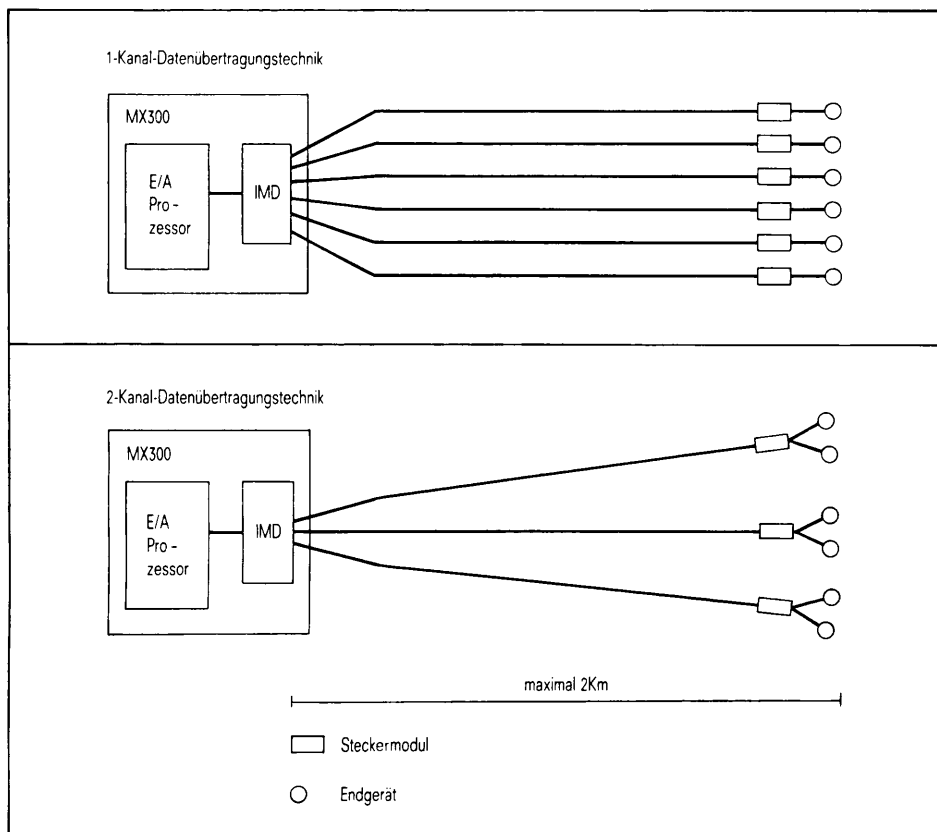 1-Kanal-Datenübertragungstechnik
MX300
E/A
Pro-
zessor
IMD
2-Kanal-Datenübertragungstechnik
MX300
E/A
Pro-
zessor
IMD
maximal 2Km
Steckermodul
Endgerät